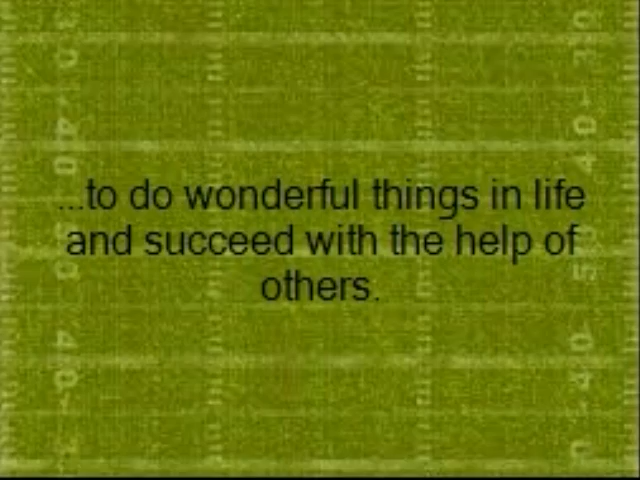 ...to do wonderful things in life
and succeed with the help of
others.